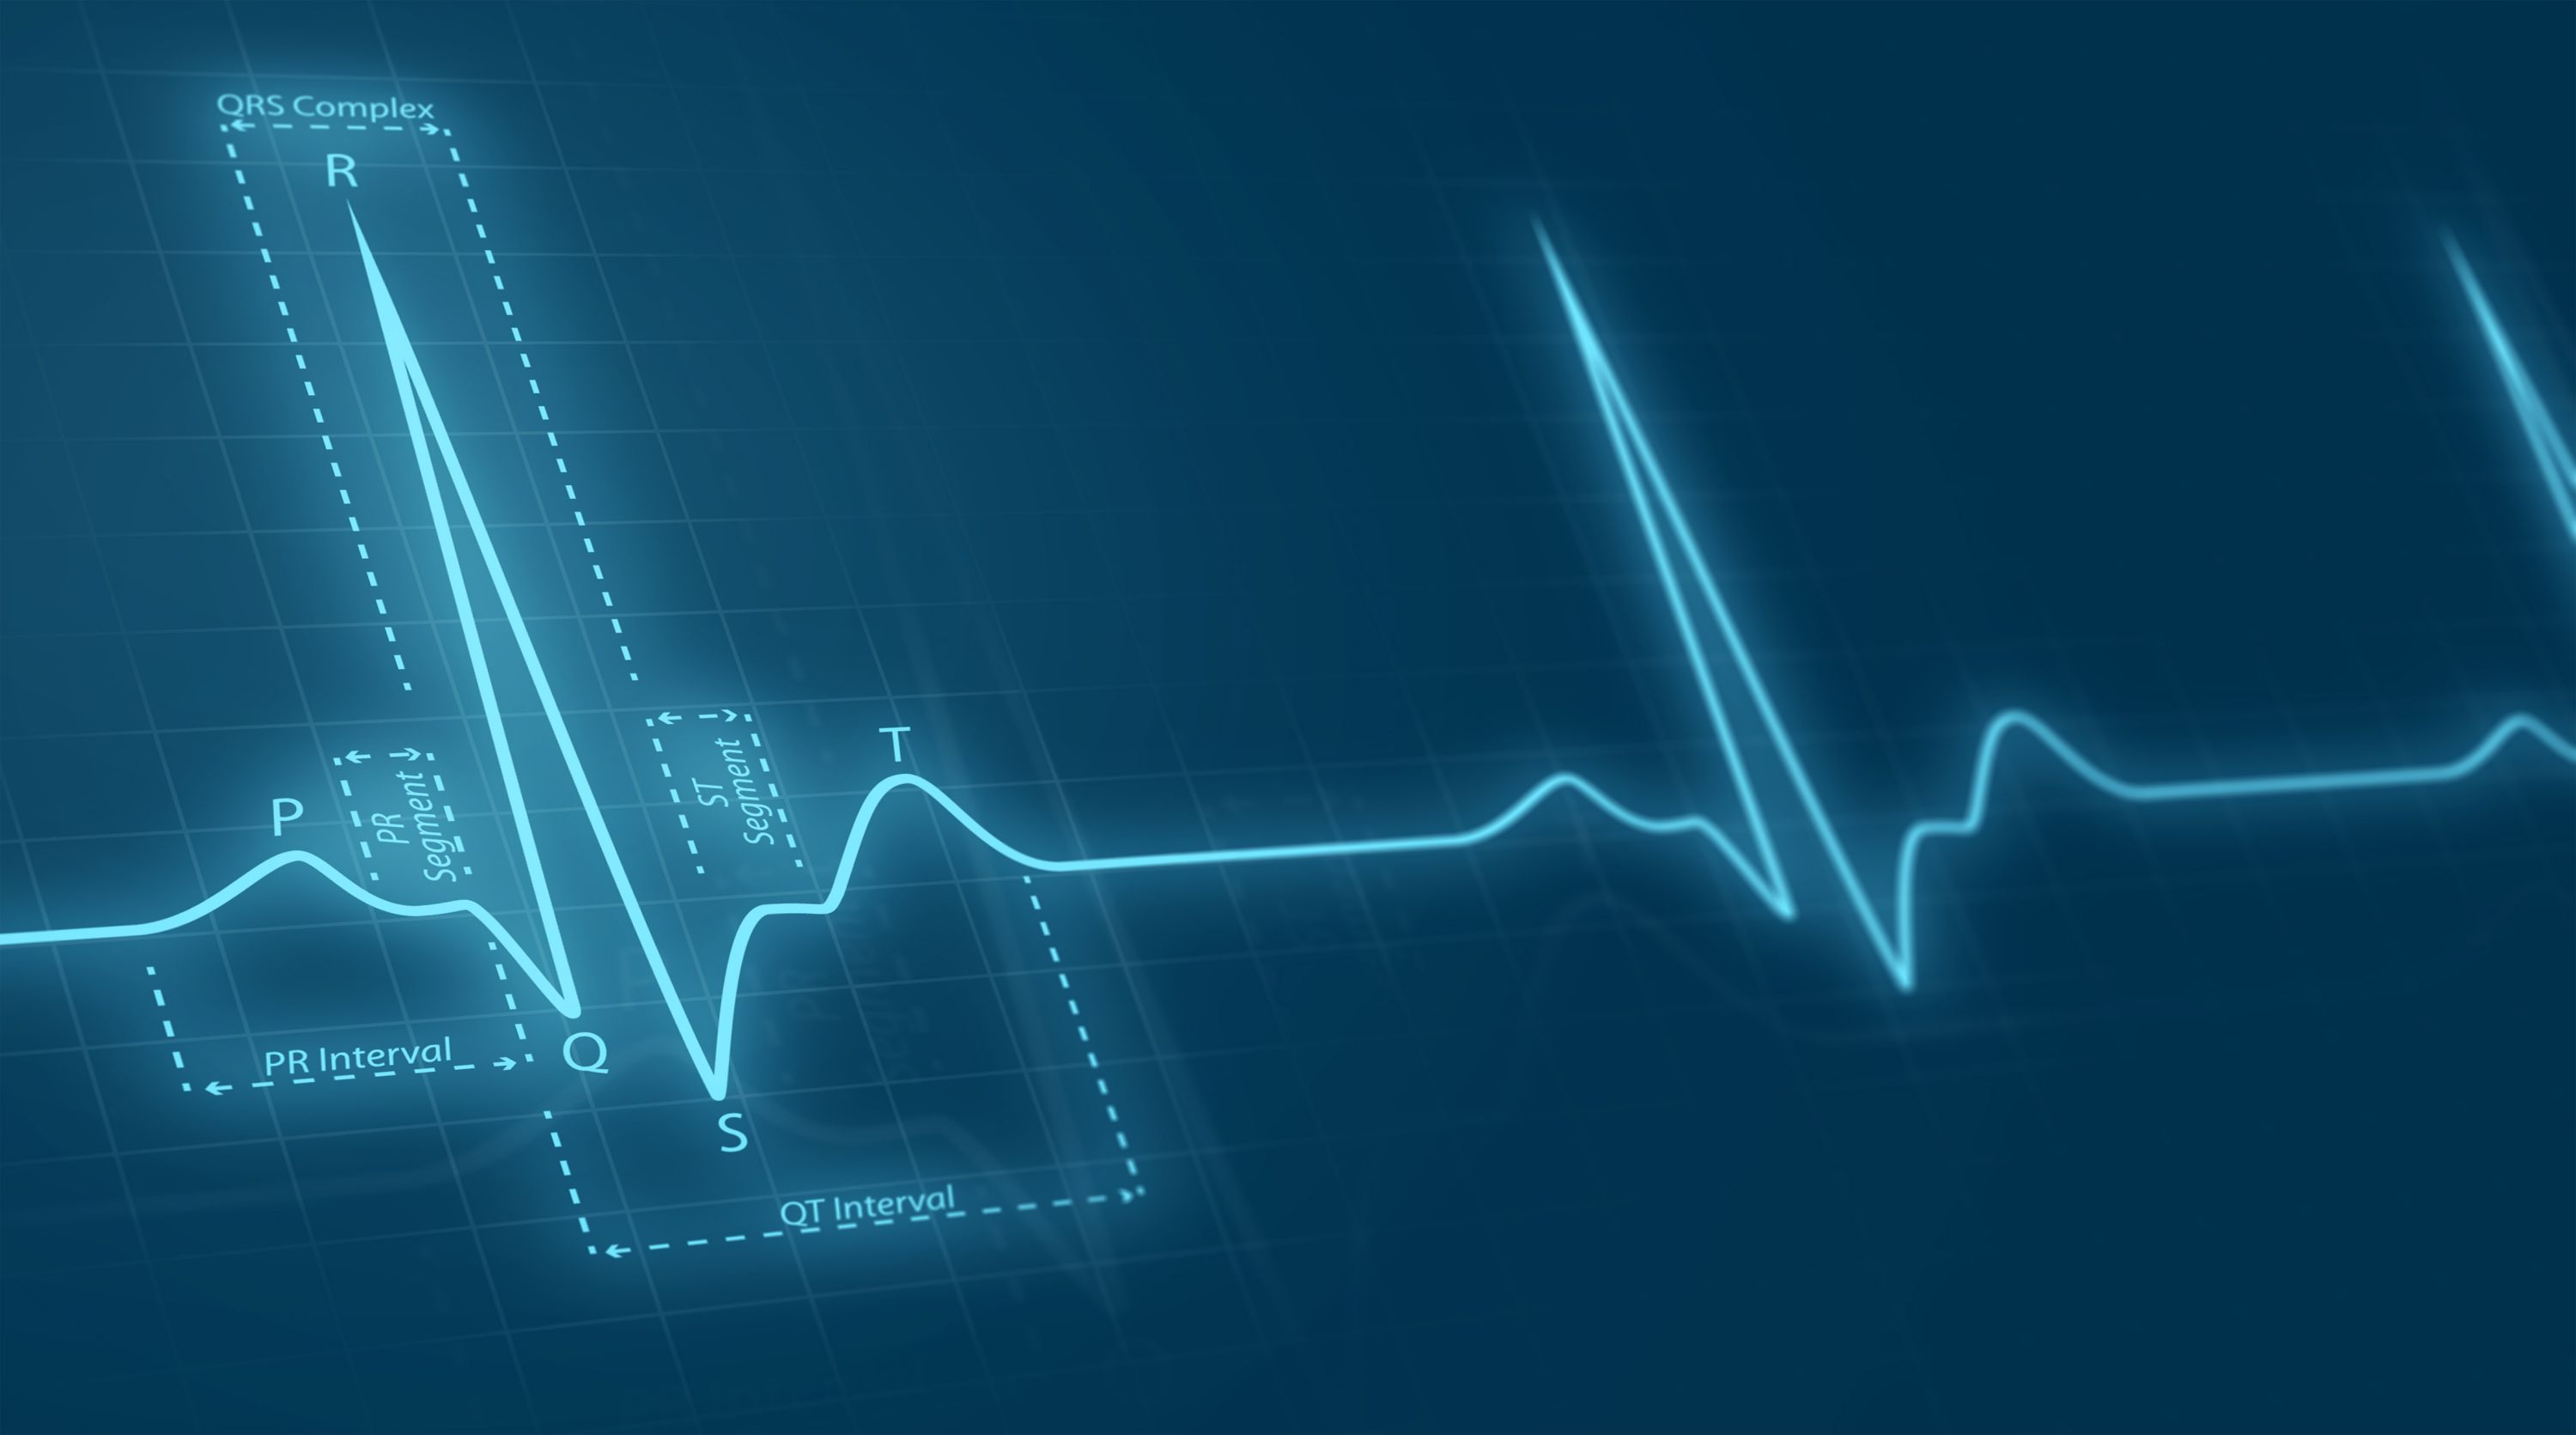 QRS Complex
R
P
PR
Segment
ST
Segment
T
PR Interval
Q
S
QT Interval